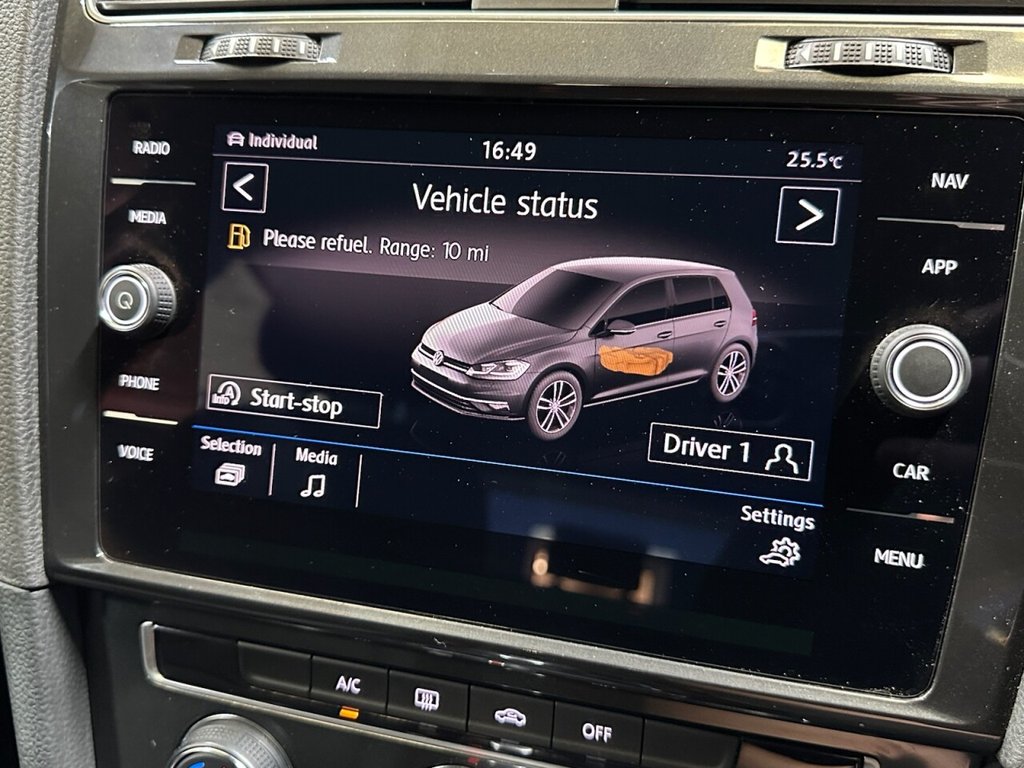 Individual
16:49
25.5°C
Vehicle status
Please refuel. Range: 10 mi
Info
Start-stop
Driver 1
Selection
Media
Settings
RADIO
MEDIA
PHONE
VOICE
NAV
APP
CAR
MENU
A/C
OFF